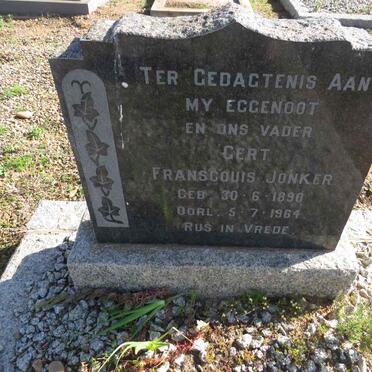 TER GEDAGTENIS AAN
MY EGGENOOT
EN ONS VADER
GERT
FRANSCOUIS JONKER
GEB. 30-6-1890
OORL. 5-7-1964
RUS IN VREDE.